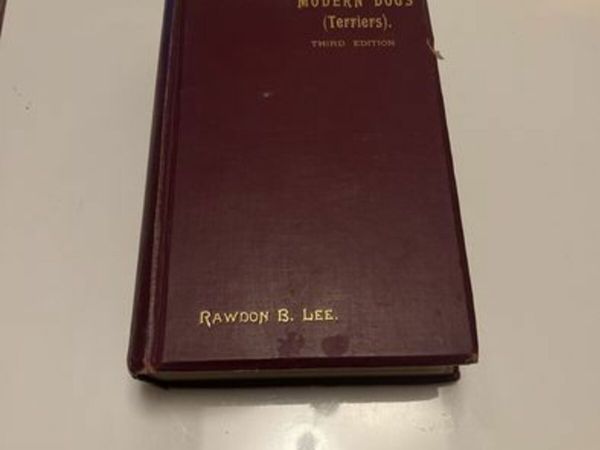 MODERN DOGS
(Terriers).
THIRD EDITION
RAWDON B. LEE.